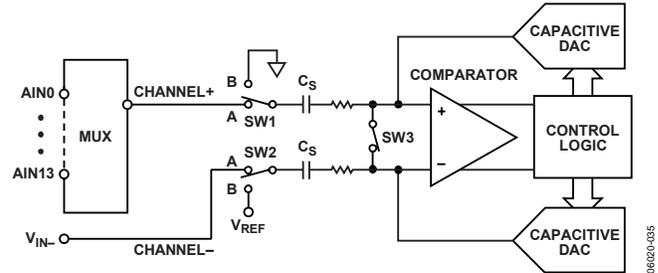 CAPACITIVE
DAC
COMPARATOR
B
CS
AIN0
CHANNEL+
A
SW1
+
MUX
SW3
CONTROL
LOGIC
AIN13
A
SW2
CS
–
B
VREF
VIN–
CHANNEL–
CAPACITIVE
DAC
06020-035